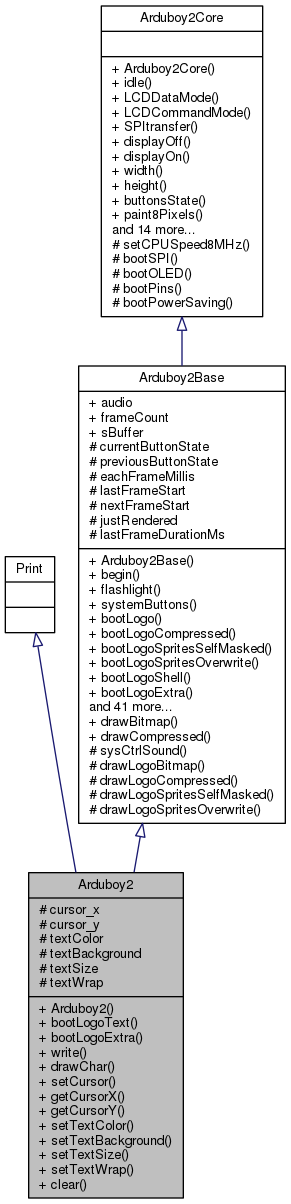 Arduboy2Core
+ Arduboy2Core()
+ idle()
+ LCDDataMode()
+ LCDCommandMode()
+ SPItransfer()
+ displayOff()
+ displayOn()
+ width()
+ height()
+ buttonsState()
+ paint8Pixels()
and 14 more...
# setCPUSpeed8MHz()
# bootSPI()
# bootOLED()
# bootPins()
# bootPowerSaving()
Arduboy2Base
+ audio
+ frameCount
+ sBuffer
# currentButtonState
# previousButtonState
# eachFrameMillis
# lastFrameStart
# nextFrameStart
# justRendered
# lastFrameDurationMs
+ Arduboy2Base()
+ begin()
+ flashlight()
+ systemButtons()
+ bootLogo()
+ bootLogoCompressed()
+ bootLogoSpritesSelfMasked()
+ bootLogoSpritesOverwrite()
+ bootLogoShell()
+ bootLogoExtra()
and 41 more...
+ drawBitmap()
+ drawCompressed()
# sysCtrlSound()
# drawLogoBitmap()
# drawLogoCompressed()
# drawLogoSpritesSelfMasked()
# drawLogoSpritesOverwrite()
Print
Arduboy2
# cursor_x
# cursor_y
# textColor
# textBackground
# textSize
# textWrap
+ Arduboy2()
+ bootLogoText()
+ bootLogoExtra()
+ write()
+ drawChar()
+ setCursor()
+ getCursorX()
+ getCursorY()
+ setTextColor()
+ setTextBackground()
+ setTextSize()
+ setTextWrap()
+ clear()